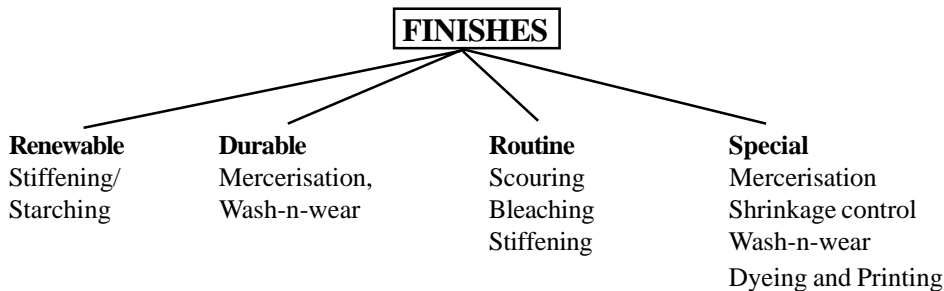 FINISHES
Renewable
Stiffening/
Starching
Durable
Mercerisation,
Wash-n-wear
Routine
Scouring
Bleaching
Stiffening
Special
Mercerisation
Shrinkage control
Wash-n-wear
Dyeing and Printing